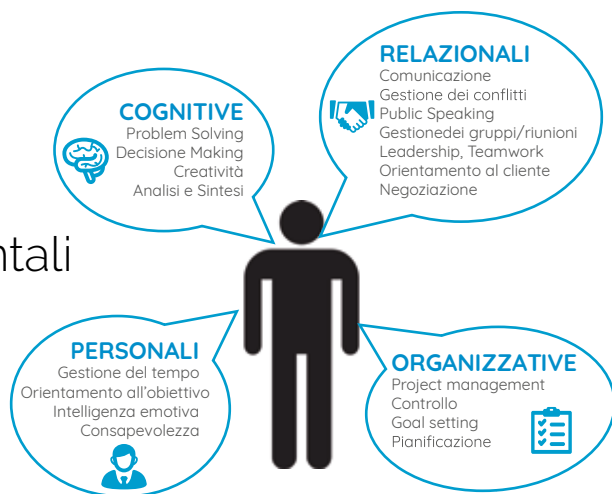 COGNITIVE
Problem Solving
Decisione Making
Creatività
Analisi e Sintesi
RELAZIONALI
Comunicazione
Gestione dei conflitti
Public Speaking
Gestionedei gruppi/riunioni
Leadership, Teamwork
Orientamento al cliente
Negoziazione
ntali
PERSONALI
Gestione del tempo
Orientamento all’obiettivo
Intelligenza emotiva
Consapevolezza
ORGANIZZATIVE
Project management
Controllo
Goal setting
Pianificazione